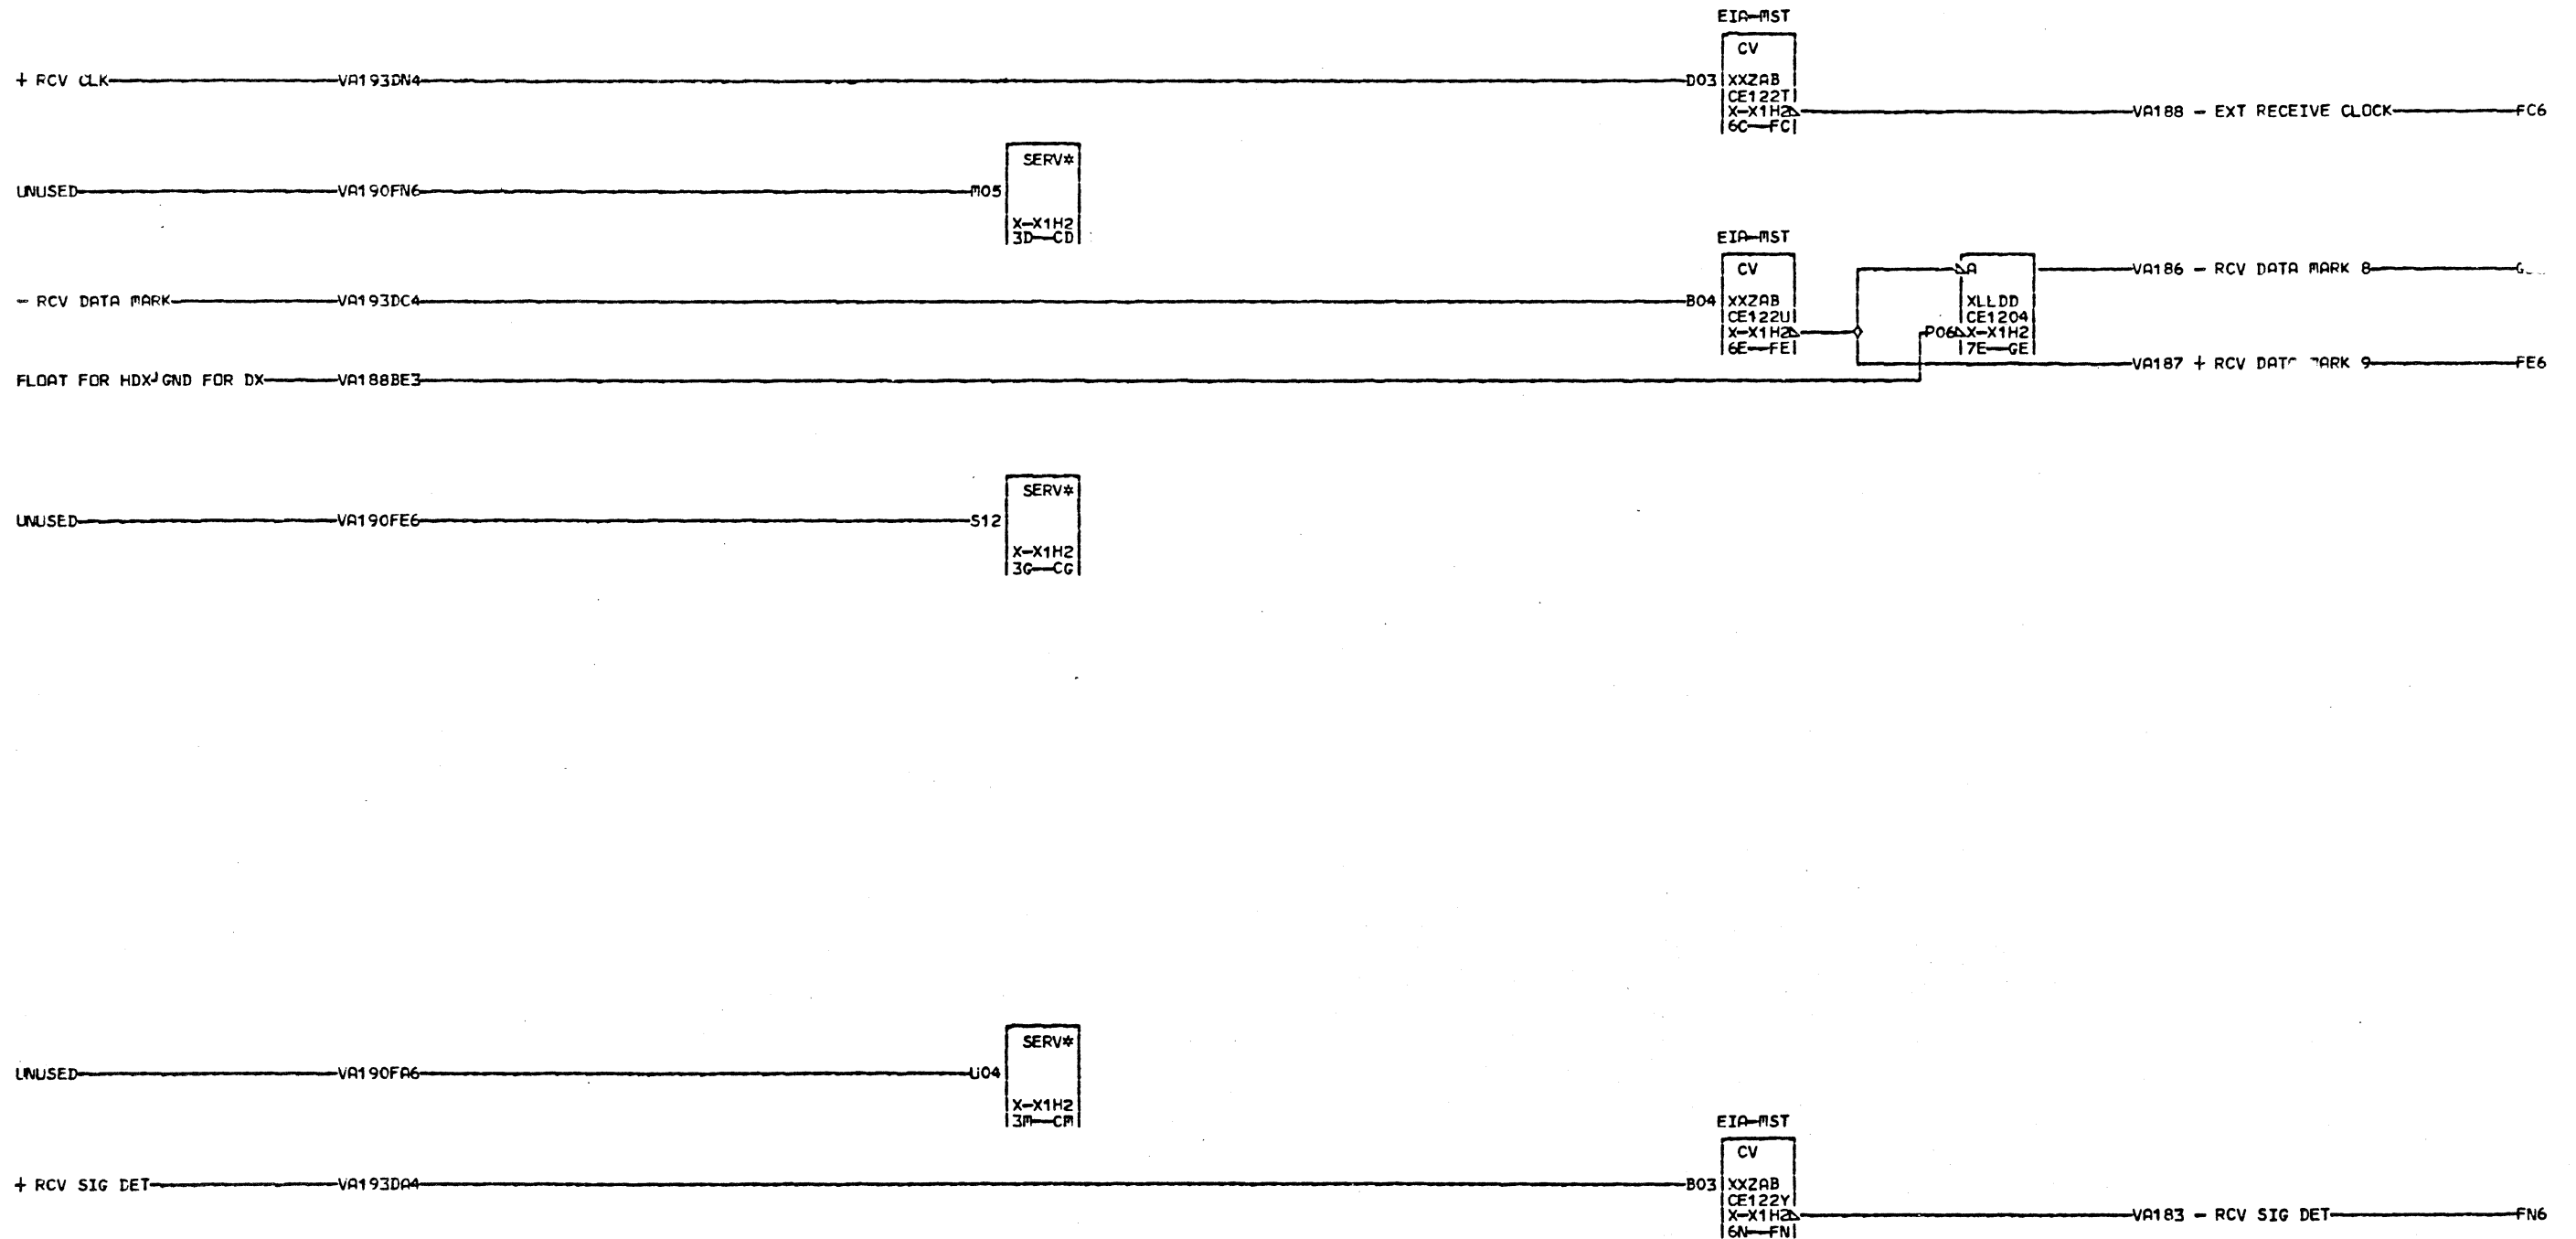 EIA-MST
CV
+ RCV CLK VA193DN4 D03 XXZAB
CE122T
X-X1H2 VA188 - EXT RECEIVE CLOCK FC6
6C FC
SERV*
UNUSED VA190FN6 M05
X-X1H2
3D CD
EIA-MST
CV A VA186 - RCV DATA MARK 8
- RCV DATA MARK VA193DC4 B04 XXZAB XLLDD
CE122U CE1204
X-X1H2 P06 X-X1H2
6E FE 7E GE
VA187 + RCV MARK 9 FE6
FLOAT FOR HDX GND FOR DX VA188BE3
SERV*
UNUSED VA190FE6 S12
X-X1H2
3G CG
SERV*
UNUSED VA190FA6 U04
X-X1H2
3M CM
EIA-MST
CV
+ RCV SIG DET VA193DA4 B03 XXZAB
CE122Y
X-X1H2 VA183 - RCV SIG DET FN6
6N FN